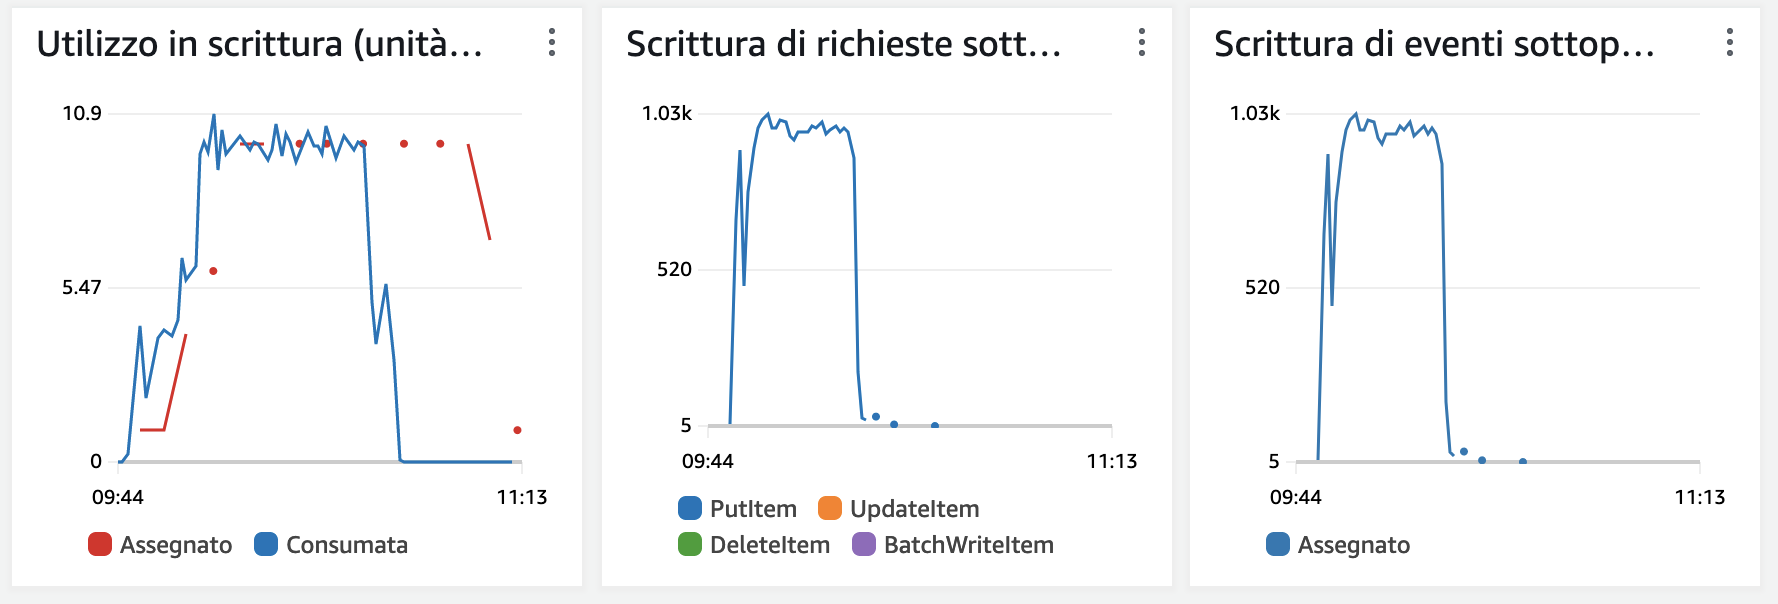 Utilizzo in scrittura (unità...
10.9
5.47
0
09:44
11:13
Assegnato
Consumata
Scrittura di richieste sott...
1.03k
520
5
09:44
11:13
PutItem
UpdateItem
DeleteItem
BatchWriteItem
Scrittura di eventi sottop...
1.03k
520
5
09:44
11:13
Assegnato